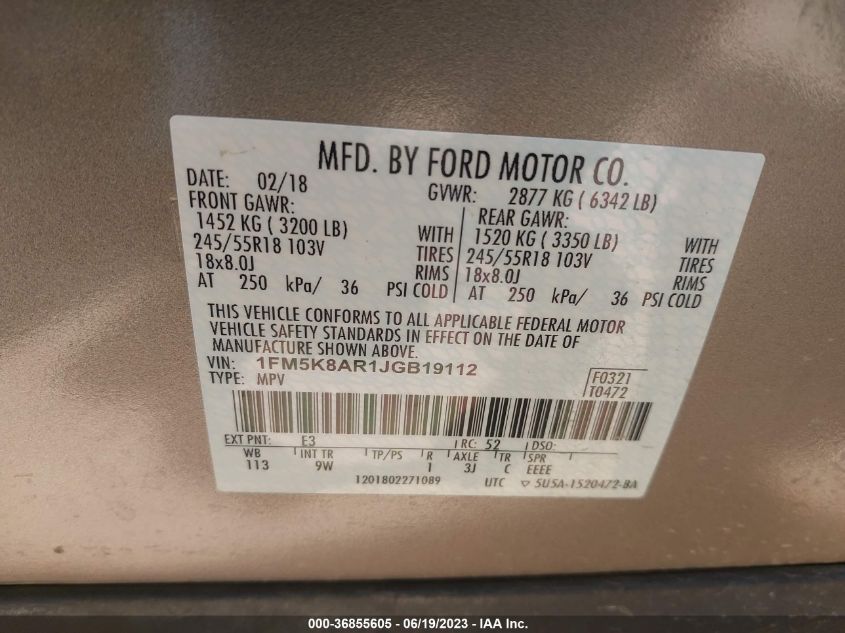 MFD. BY FORD MOTOR CO.
DATE: 02/18 GVWR: 2877 KG ( 6342 LB)
FRONT GAWR: REAR GAWR:
1452 KG ( 3200 LB) WITH 1520 KG ( 3350 LB) WITH
245/55R18 103V TIRES 245/55R18 103V TIRES
18x8.0J RIMS 18x8.0J RIMS
AT 250 kPa/ 36 PSI COLD AT 250 kPa/ 36 PSI COLD
THIS VEHICLE CONFORMS TO ALL APPLICABLE FEDERAL MOTOR
VEHICLE SAFETY STANDARDS IN EFFECT ON THE DATE OF
MANUFACTURE SHOWN ABOVE.
VIN: 1FM5K8AR1JGB19112
TYPE: MPV
F0321
T0472
EXT PNT: E3 RC: 52 DSO:
WB INT TR TP/PS R AXLE TR SPR
113 9W 1 3J C EEEE
1201802271089 UTC ▽ 5U5A-1520472-BA
000-36855605 - 06/19/2023 - IAA Inc.